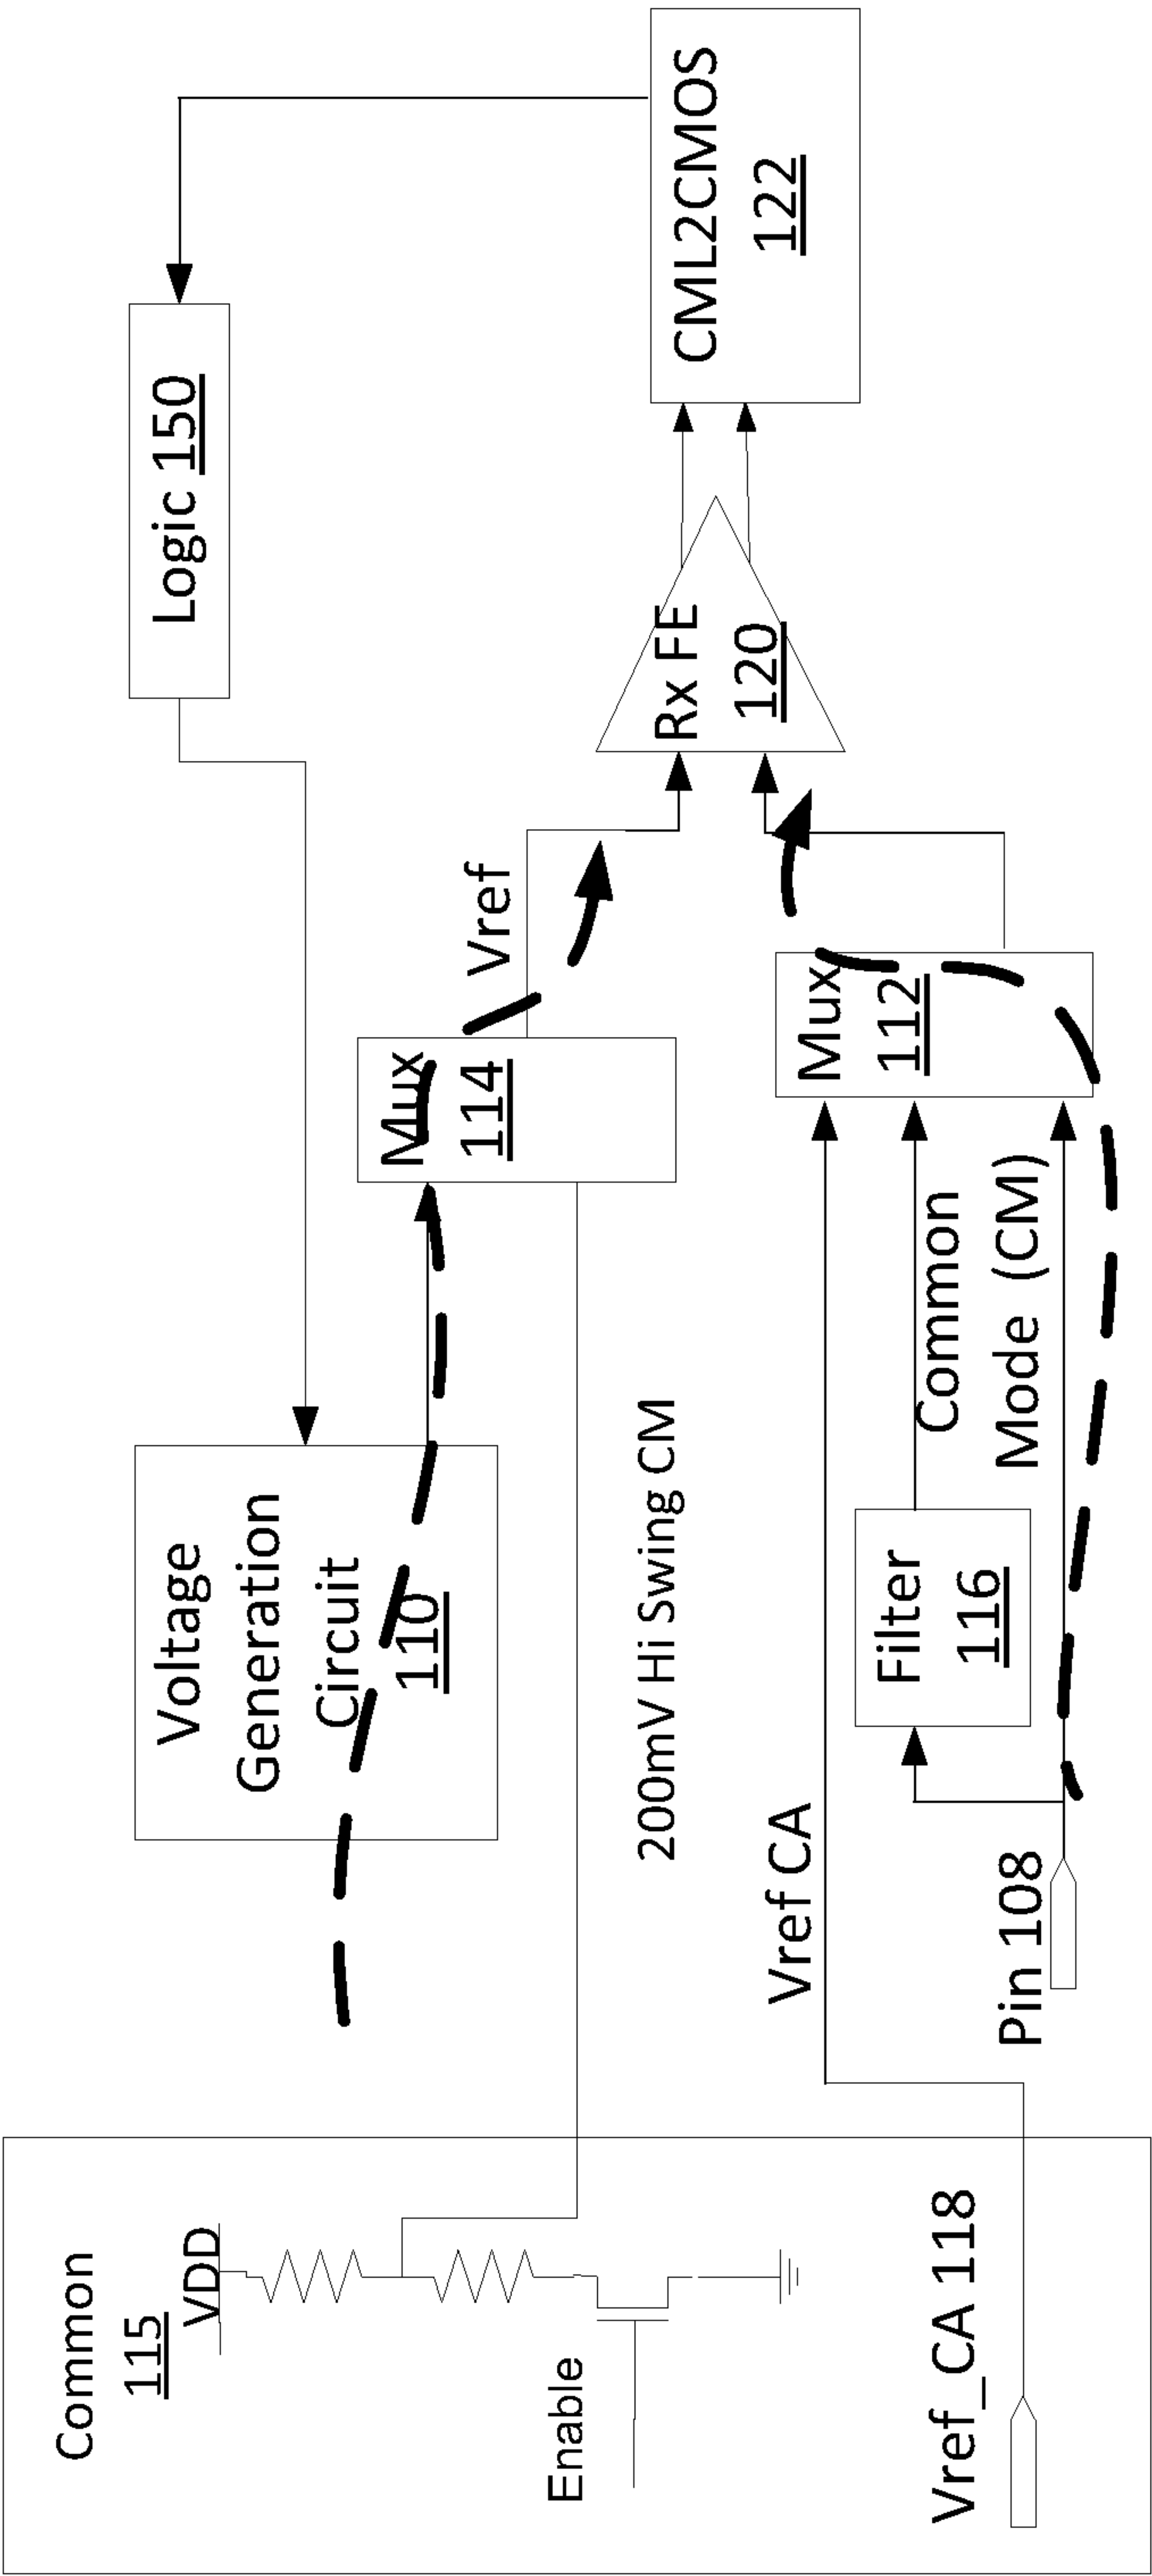 Common
115
VDD
Enable
Vref_CA 118
Voltage
Generation
Circuit
110
200mV Hi Swing CM
Vref CA
Pin 108
Filter
116
Common
Mode (CM)
Mux
114
Mux
112
Vref
Rx FE
120
Logic 150
CML2CMOS
122